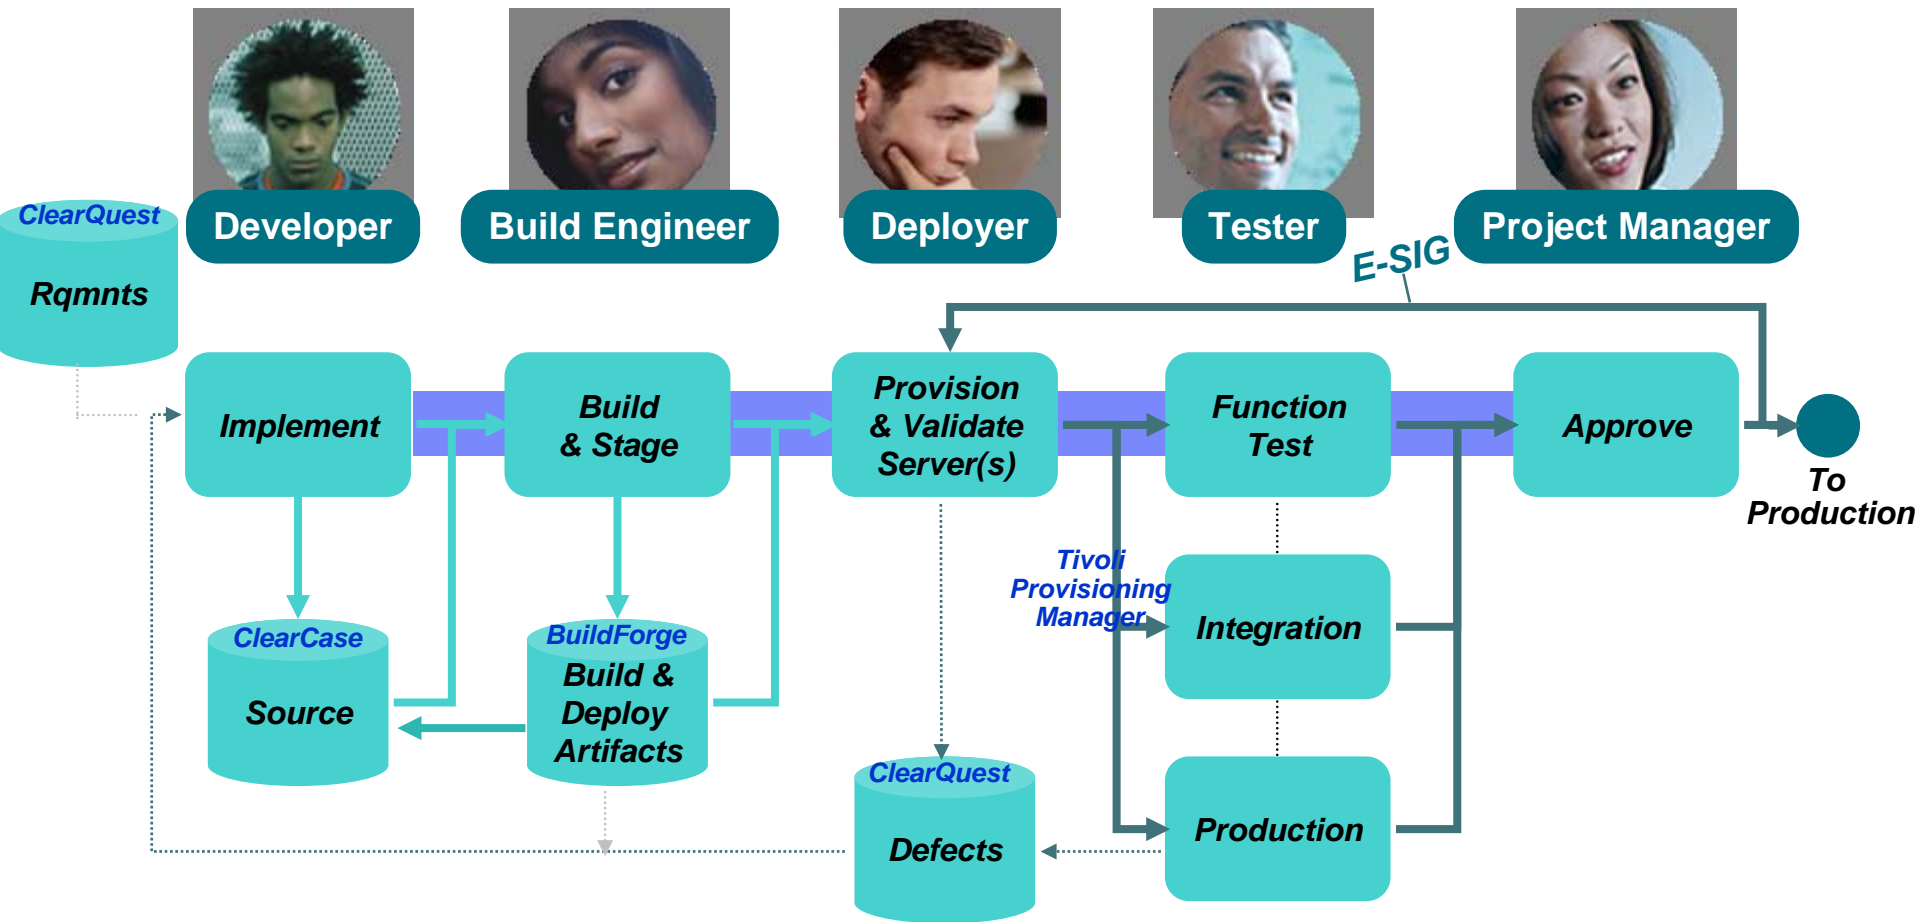 Developer
Build Engineer
Deployer
Tester
Project Manager
ClearQuest
Rqmnts
E-SIG
Implement
Build
& Stage
Provision
& Validate
Server(s)
Function
Test
Approve
To
Production
Tivoli
Provisioning
Manager
Integration
ClearCase
Source
BuildForge
Build &
Deploy
Artifacts
ClearQuest
Defects
Production